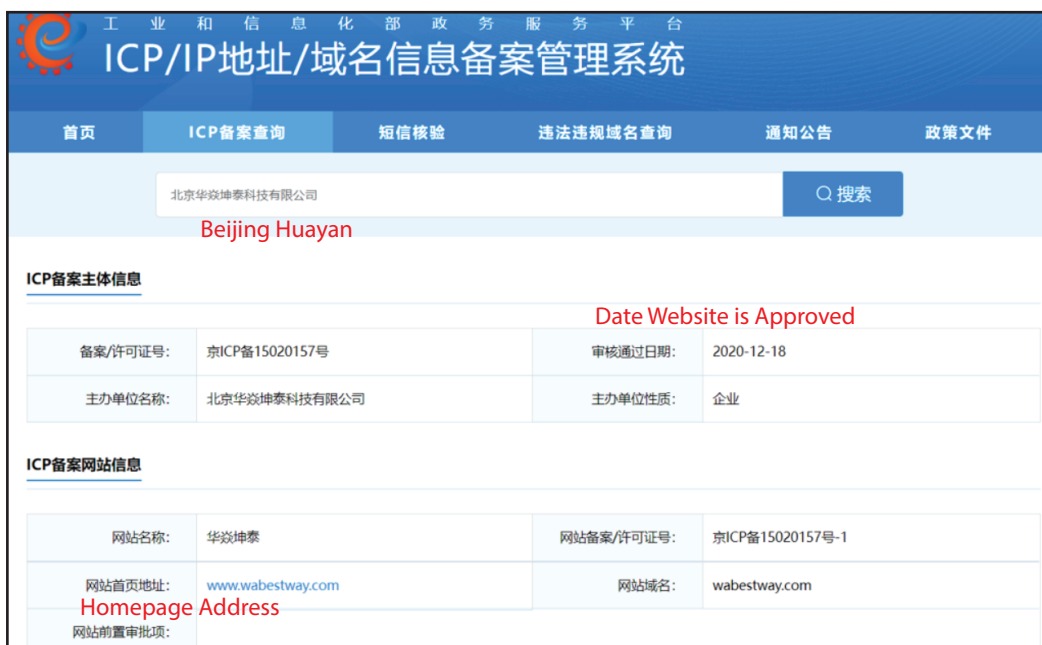 工业和信息化部政务服务平台
ICP/IP地址/域名信息备案管理系统
首页 ICP备案查询 短信核验 违法违规域名查询 通知公告 政策文件
北京华焱坤泰科技有限公司 搜索
Beijing Huayan
ICP备案主体信息
Date Website is Approved
备案/许可证号: 京ICP备15020157号 审核通过日期: 2020-12-18
主办单位名称: 北京华焱坤泰科技有限公司 主办单位性质: 企业
ICP备案网站信息
网站名称: 华焱坤泰 网站备案/许可证号: 京ICP备15020157号-1
网站首页地址: www.wabestway.com 网站域名: wabestway.com
Homepage Address
网站前置审批项: